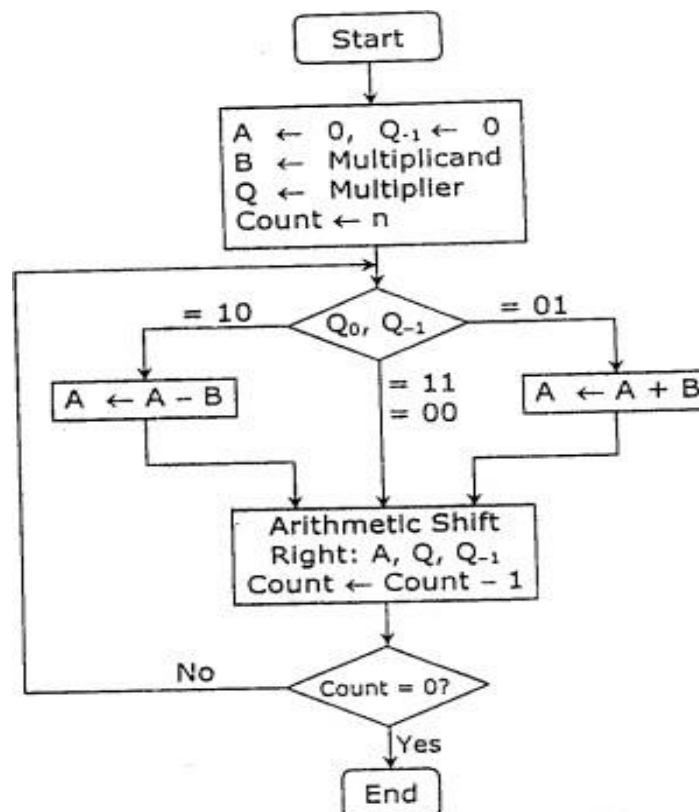 Start
A ← 0, Q-1 ← 0
B ← Multiplicand
Q ← Multiplier
Count ← n
= 10
Q0, Q-1
= 01
A ← A - B
= 11
= 00
A ← A + B
Arithmetic Shift
Right: A, Q, Q-1
Count ← Count - 1
No
Count = 0?
Yes
End